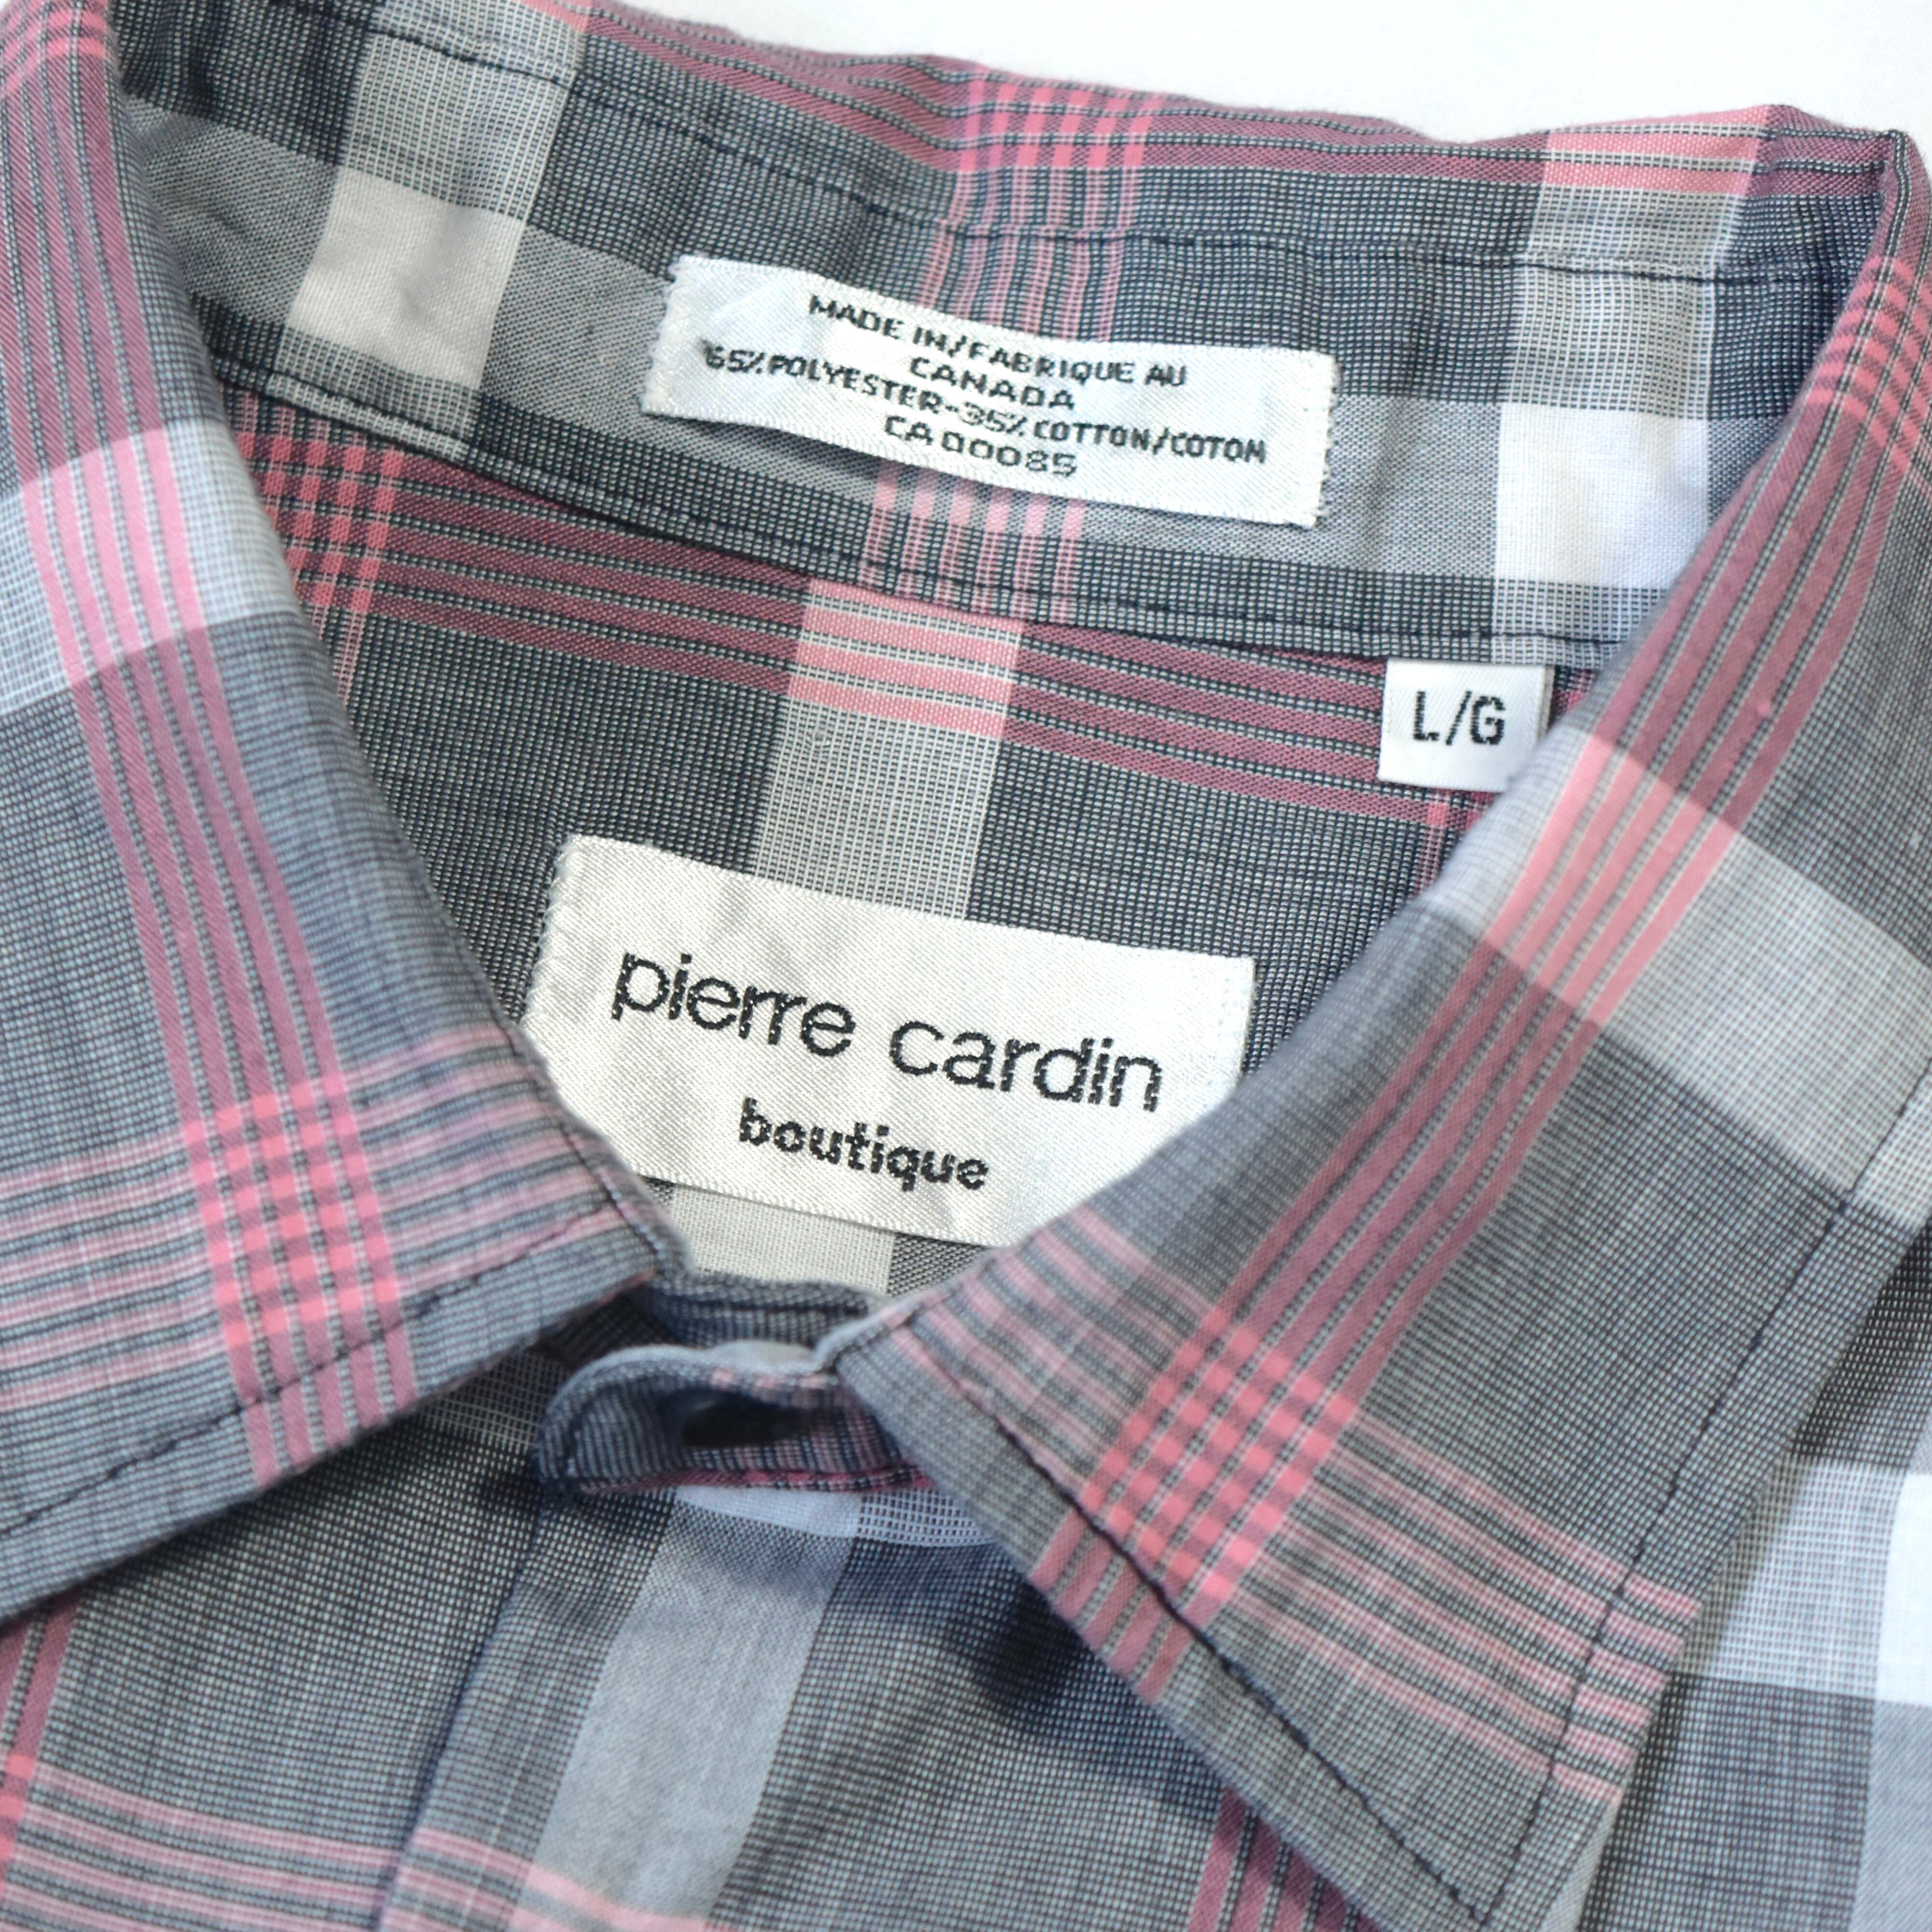 MADE IN/FABRIQUE AU
CANADA
65% POLYESTER-35% COTTON/COTON
CA 00085
L/G
pierre cardin
boutique